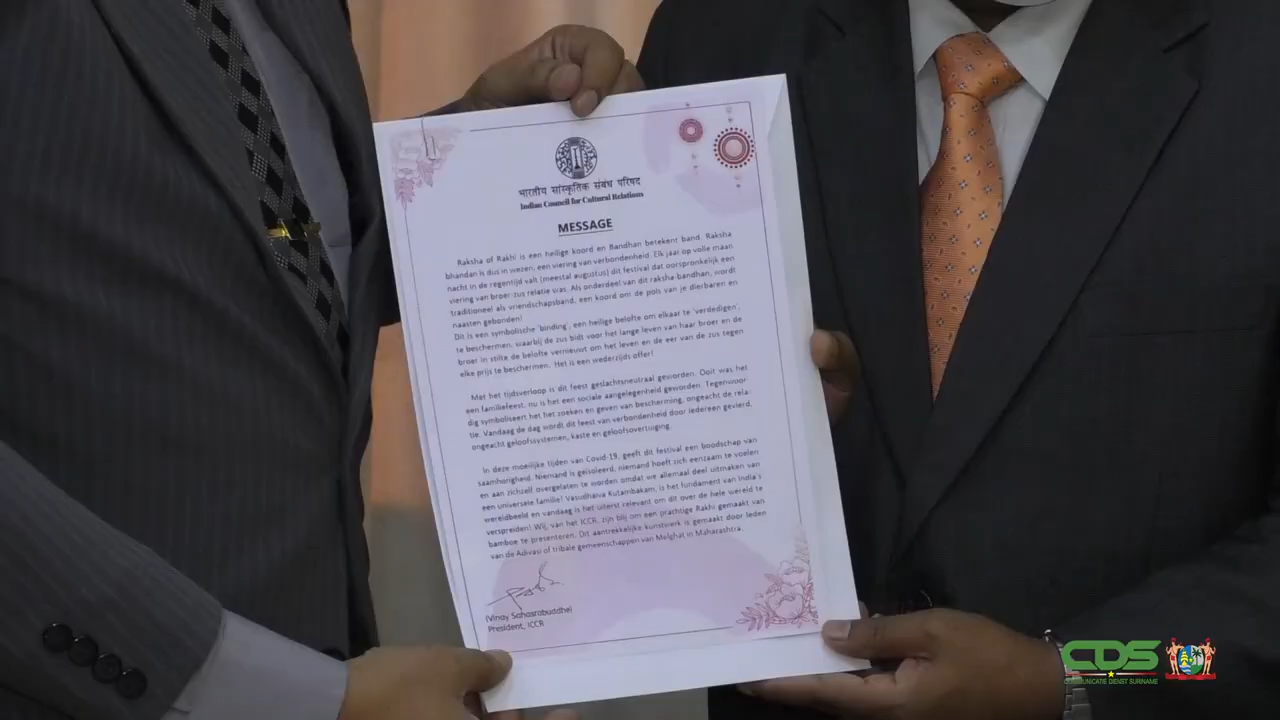 भारतीय सांस्कृतिक संबंध परिषद
Indian Council for Cultural Relations
MESSAGE
Raksha of Rakhi is een heilige koord en Bandhan betekent band. Raksha
bhandan is dus in wezen, een viering van verbondenheid. Elk jaar op volle maan
nacht in de regentijd valt (meestal augustus) dit festival dat oorspronkelijk een
viering van broer-zus relatie was. Als onderdeel van dit raksha-bandhan, wordt
traditioneel als vriendschapsband, een koord om de pols van je dierbaren en
naasten gebonden!
Dit is een symbolische 'binding', een heilige belofte om elkaar te 'verdedigen',
te beschermen, waarbij de zus bidt voor het lange leven van haar broer en de
broer in stilte de belofte vernieuwt om het leven en de eer van de zus tegen
elke prijs te beschermen. Het is een wederzijds offer!
Met het tijdsverloop is dit feest geslachtsneutraal geworden. Ooit was het
een familiefeest, nu is het een sociale aangelegenheid geworden. Tegenwoor-
dig symboliseert het het zoeken en geven van bescherming, ongeacht de rela-
tie. Vandaag de dag wordt dit feest van verbondenheid door iedereen gevierd,
ongeacht geloofssystemen, kaste en geloofsovertuiging.
In deze moeilijke tijden van Covid-19, geeft dit festival een boodschap van
saamhorigheid. Niemand is geïsoleerd, niemand hoeft zich eenzaam te voelen
en aan zichzelf overgelaten te worden omdat we allemaal deel uitmaken van
een universele familie! Vasudhaiva Kutambakam, is het fundament van India's
wereldbeeld en vandaag is het uiterst relevant om dit over de hele wereld te
verspreiden! Wij, van het ICCR, zijn blij om een prachtige Rakhi gemaakt van
bamboe te presenteren. Dit aantrekkelijke kunstwerk is gemaakt door leden
van de Adivasi of tribale gemeenschappen van Melghat in Maharashtra.
(Vinay Sahasrabuddhe)
President, ICCR
CDS
COMMUNICATIE DIENST SURINAME